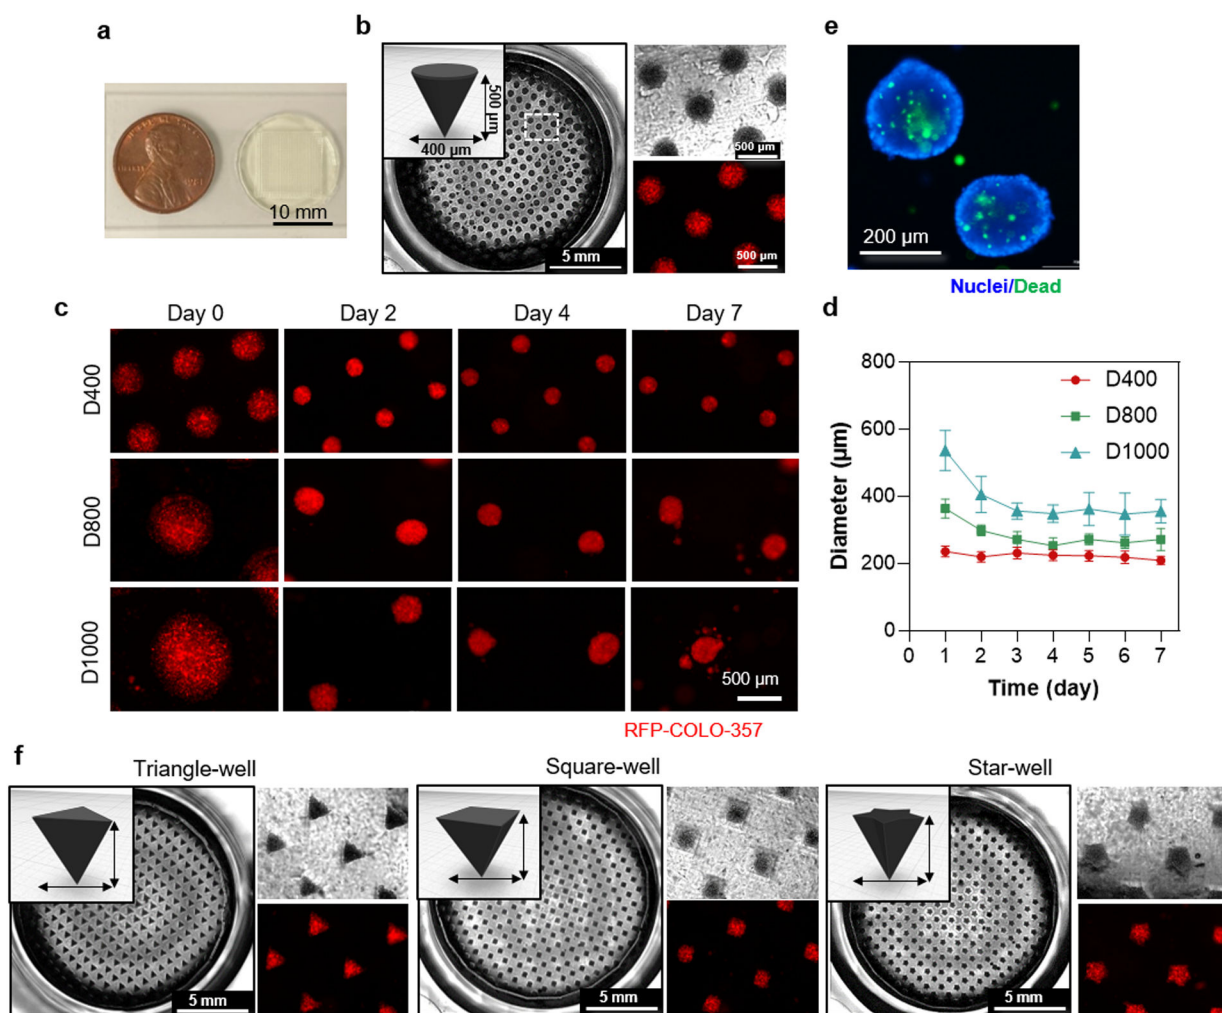 a
10 mm
b
500 µm
400 µm
5 mm
500 µm
500 µm
e
200 µm
Nuclei/Dead
c
Day 0
Day 2
Day 4
Day 7
D400
D800
D1000
500 µm
RFP-COLO-357
d
800
600
400
200
0
Diameter (µm)
D400
D800
D1000
0
1
2
3
4
5
6
7
Time (day)
f
Triangle-well
5 mm
Square-well
5 mm
Star-well
5 mm